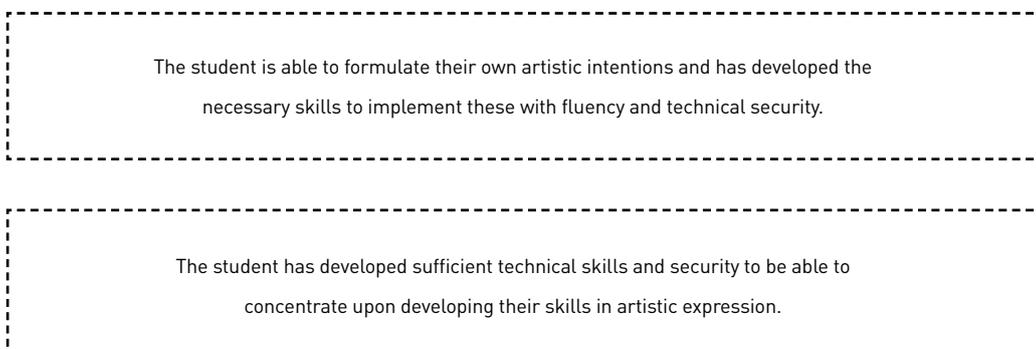 The student is able to formulate their own artistic intentions and has developed the
necessary skills to implement these with fluency and technical security.
The student has developed sufficient technical skills and security to be able to
concentrate upon developing their skills in artistic expression.